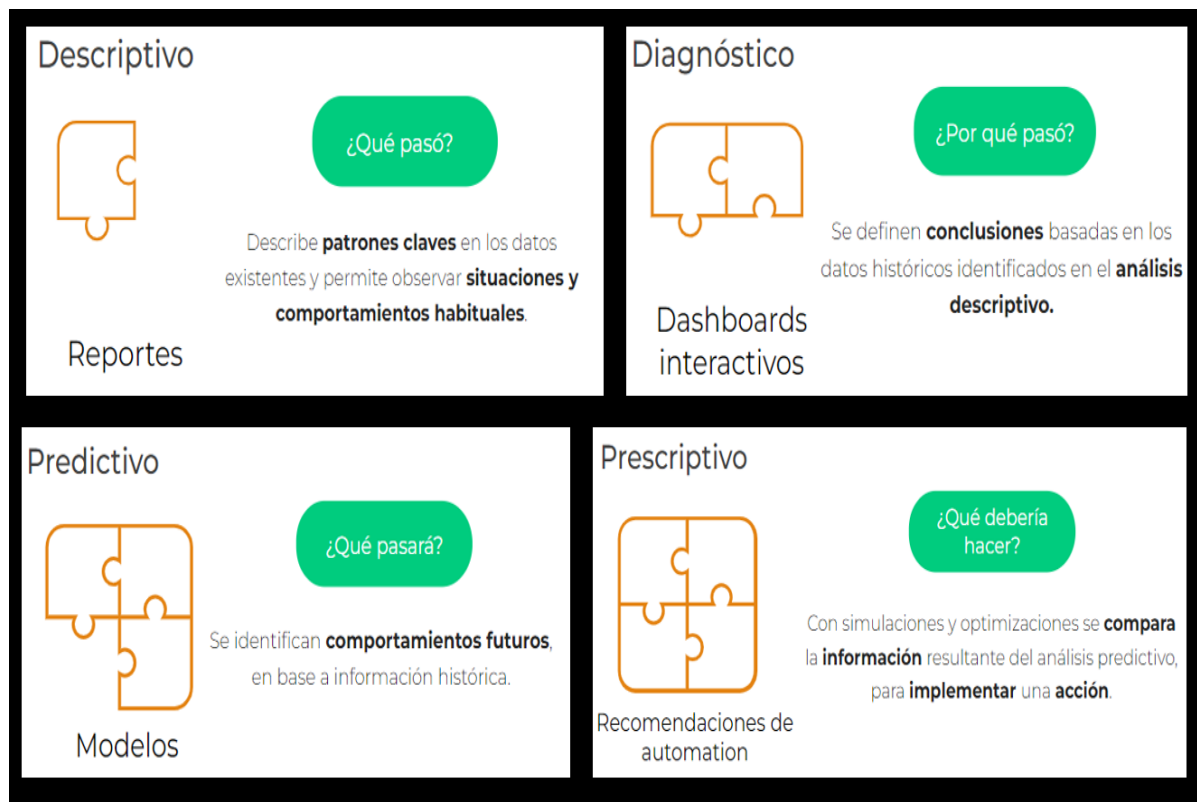 Descriptivo
¿Qué pasó?
Describe patrones claves en los datos
existentes y permite observar situaciones y
comportamientos habituales.
Reportes
Diagnóstico
¿Por qué pasó?
Se definen conclusiones basadas en los
datos históricos identificados en el análisis
descriptivo.
Dashboards
interactivos
Predictivo
¿Qué pasará?
Se identifican comportamientos futuros,
en base a información histórica.
Modelos
Prescriptivo
¿Qué debería
hacer?
Con simulaciones y optimizaciones se compara
la información resultante del análisis predictivo,
para implementar una acción.
Recomendaciones de
automation